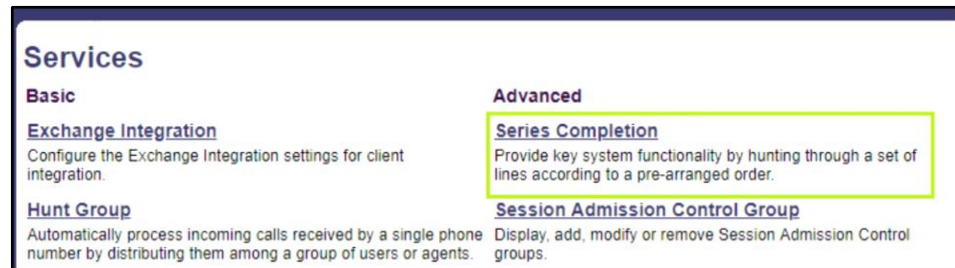 Services
Basic
Exchange Integration
Configure the Exchange Integration settings for client
integration.
Hunt Group
Automatically process incoming calls received by a single phone
number by distributing them among a group of users or agents.
Advanced
Series Completion
Provide key system functionality by hunting through a set of
lines according to a pre-arranged order.
Session Admission Control Group
Display, add, modify or remove Session Admission Control
groups.